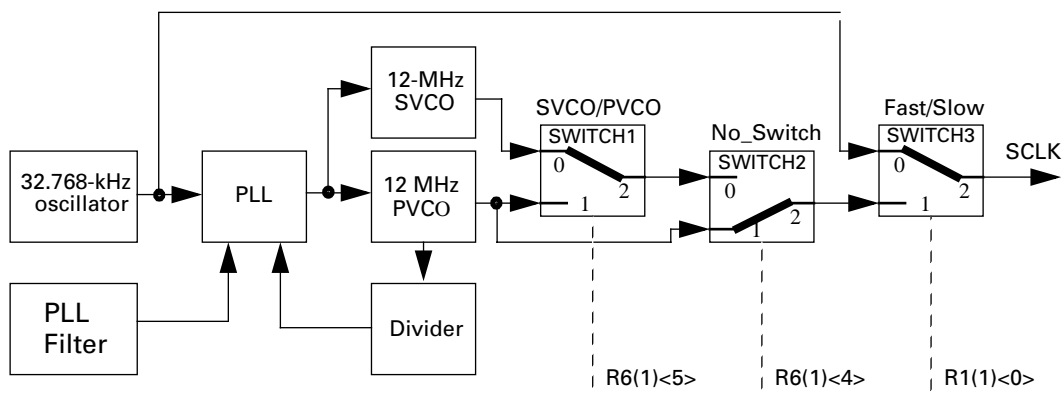 12-MHz
SVCO
SVCO/PVCO
SWITCH1
0
2
1
No_Switch
SWITCH2
0
2
1
Fast/Slow
SWITCH3
0
2
1
SCLK
32.768-kHz
oscillator
PLL
12 MHz
PVCO
PLL
Filter
Divider
R6(1)<5>
R6(1)<4>
R1(1)<0>